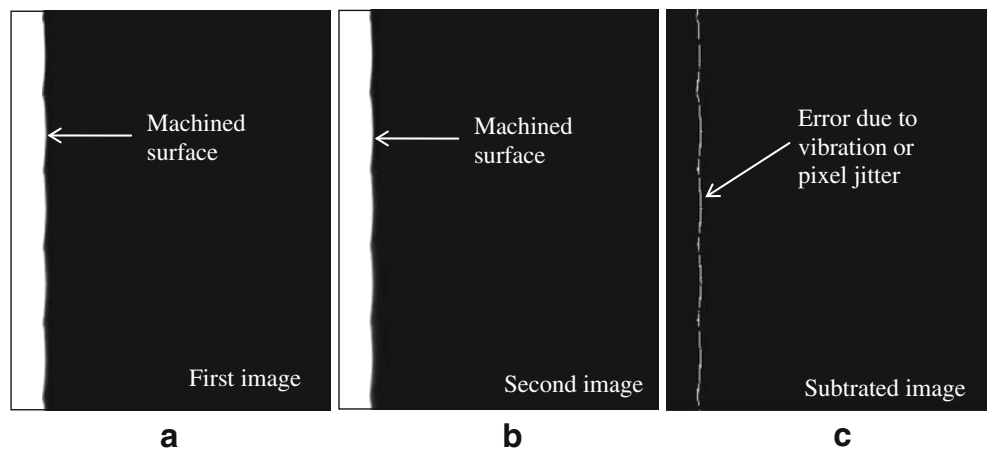 Machined
surface
First image
a
Machined
surface
Second image
b
Error due to
vibration or
pixel jitter
Subtrated image
c